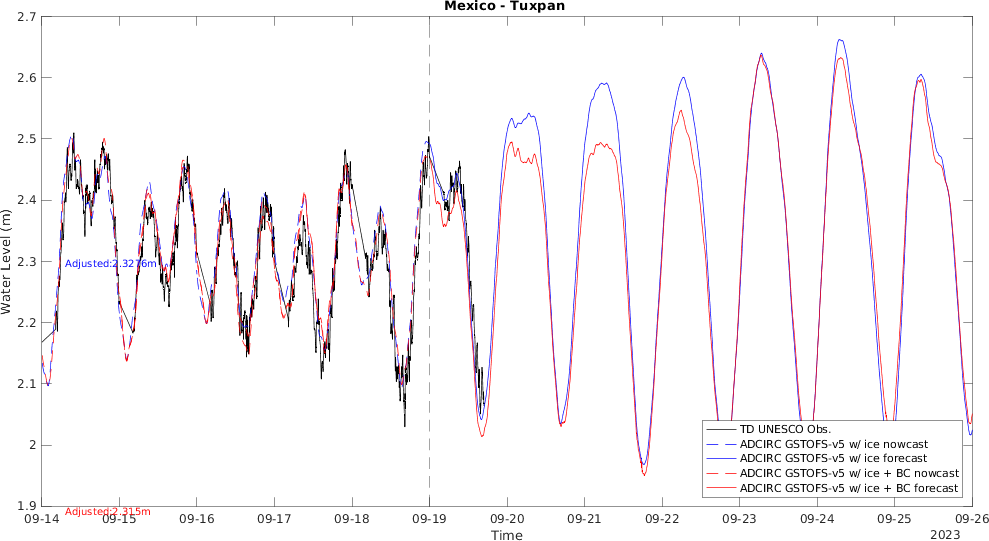 Mexico - Tuxpan
Water Level (m)
2.7
2.6
2.5
2.4
2.3
2.2
2.1
2
1.9
Adjusted:2.3276m
Adjusted:2.315m
TD UNESCO Obs.
ADCIRC GSTOFS-v5 w/ ice nowcast
ADCIRC GSTOFS-v5 w/ ice forecast
ADCIRC GSTOFS-v5 w/ ice + BC nowcast
ADCIRC GSTOFS-v5 w/ ice + BC forecast
09-14 09-15 09-16 09-17 09-18 09-19 09-20 09-21 09-22 09-23 09-24 09-25 09-26
Time
2023